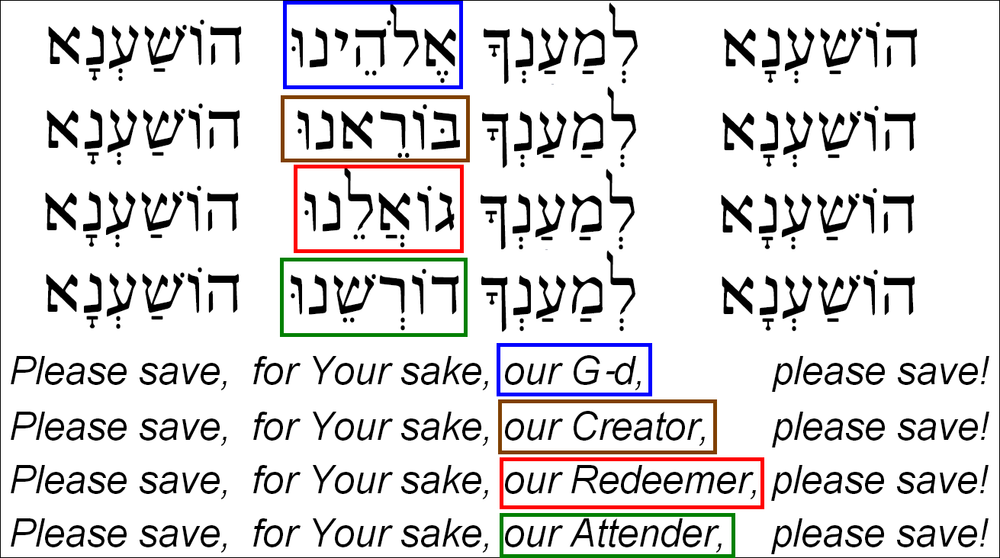 הוֹשַׁעְנָא לְמַעַנְךָּ אֱלֹהֵינוּ הוֹשַׁעְנָא
הוֹשַׁעְנָא לְמַעַנְךָּ בּוֹרְאֵנוּ הוֹשַׁעְנָא
הוֹשַׁעְנָא לְמַעַנְךָּ גּוֹאֲלֵנוּ הוֹשַׁעְנָא
הוֹשַׁעְנָא לְמַעַנְךָּ דוֹרְשֵׁנוּ הוֹשַׁעְנָא
Please save, for Your sake, our G-d, please save!
Please save, for Your sake, our Creator, please save!
Please save, for Your sake, our Redeemer, please save!
Please save, for Your sake, our Attender, please save!